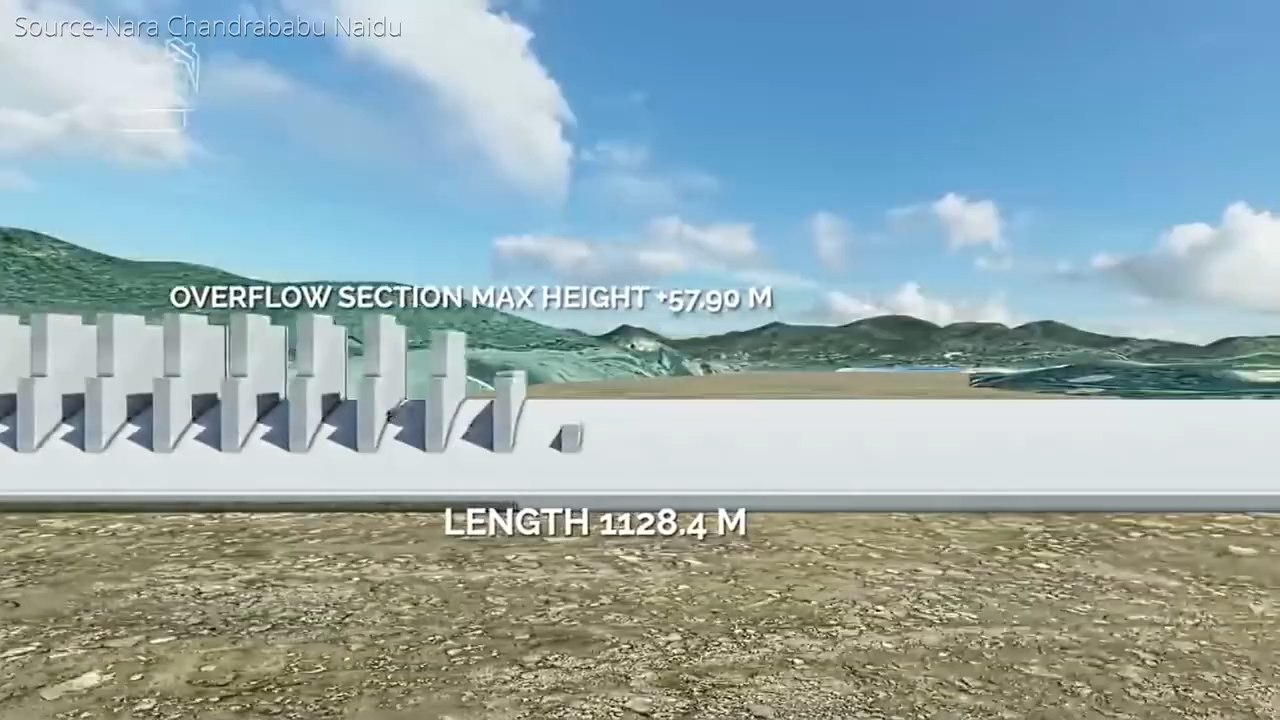 Source-Nara Chandrababu Naidu
OVERFLOW SECTION MAX HEIGHT +57.90 M
LENGTH 1128.4 M